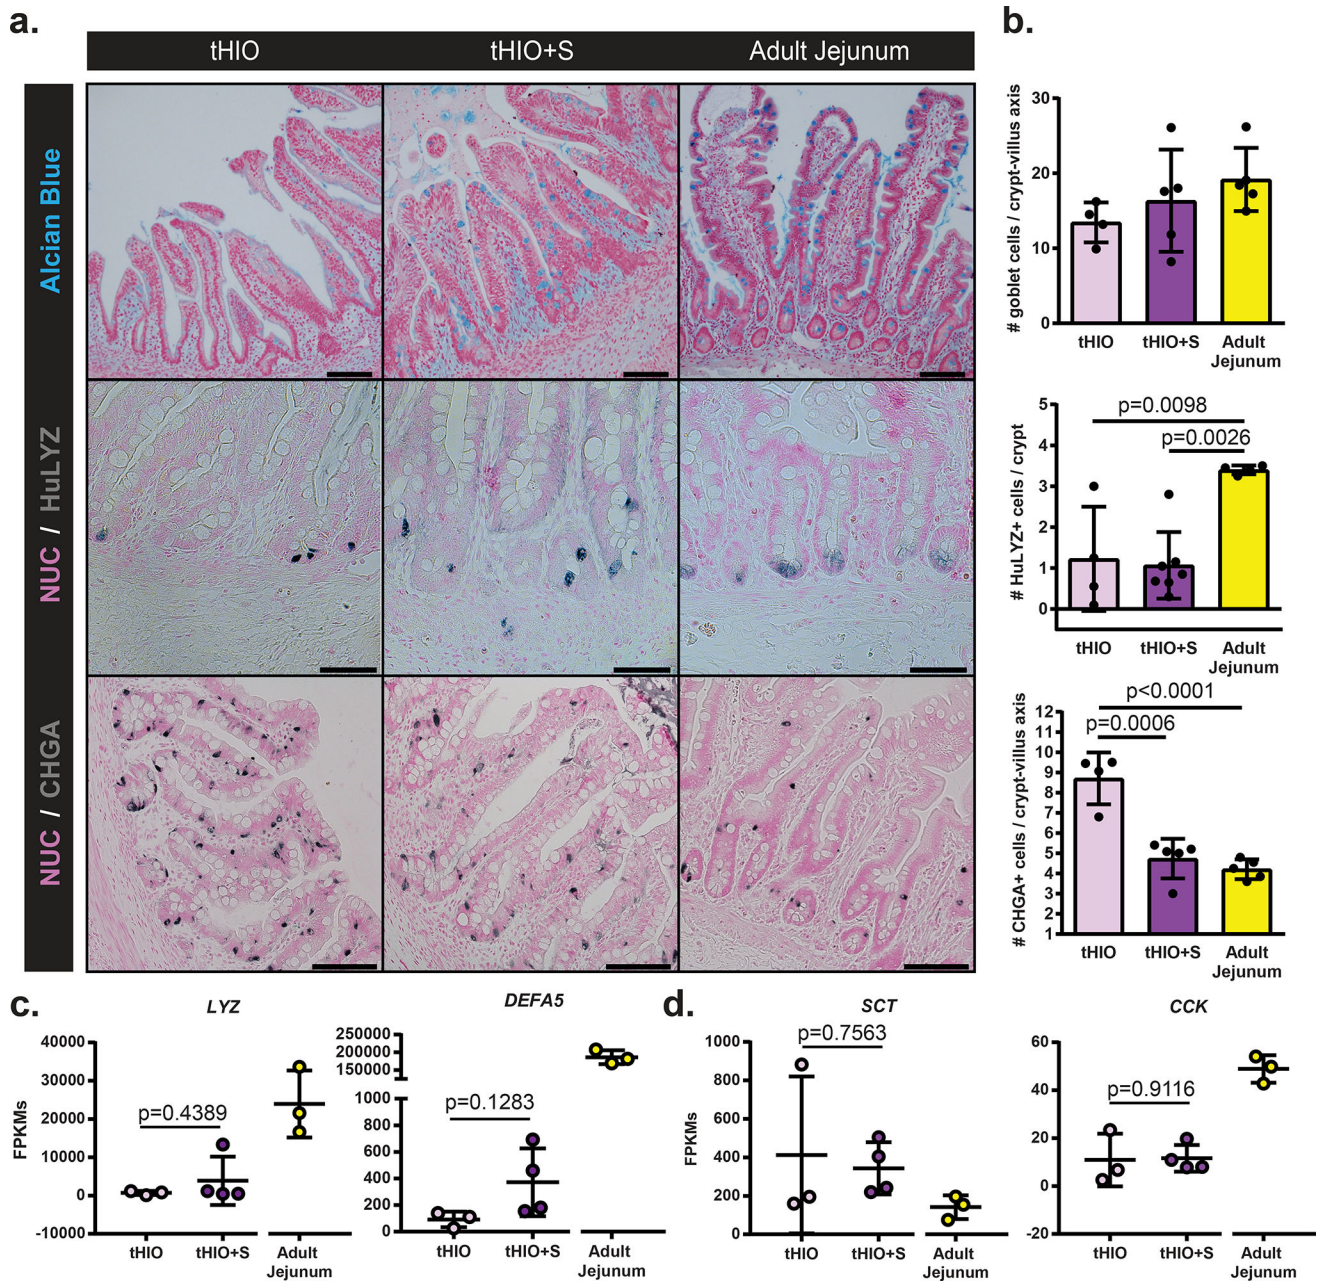 a.
tHIO
tHIO+S
Adult Jejunum
Alcian Blue
NUC / HuLYZ
NUC / CHGA
b.
# goblet cells / crypt-villus axis
30
20
10
0
tHIO
tHIO+S
Adult
Jejunum
# HuLYZ+ cells / crypt
5
4
3
2
1
0
p=0.0098
p=0.0026
tHIO
tHIO+S
Adult
Jejunum
# CHGA+ cells / crypt-villus axis
12
11
10
9
8
7
6
5
4
3
2
1
p<0.0001
p=0.0006
tHIO
tHIO+S
Adult
Jejunum
c.
LYZ
FPKMs
40000
30000
20000
10000
0
-10000
p=0.4389
tHIO
tHIO+S
Adult
Jejunum
DEFA5
250000
200000
150000
1000
800
600
400
200
0
p=0.1283
tHIO
tHIO+S
Adult
Jejunum
d.
SCT
FPKMs
1000
800
600
400
200
0
p=0.7563
tHIO
tHIO+S
Adult
Jejunum
CCK
60
40
20
0
-20
p=0.9116
tHIO
tHIO+S
Adult
Jejunum